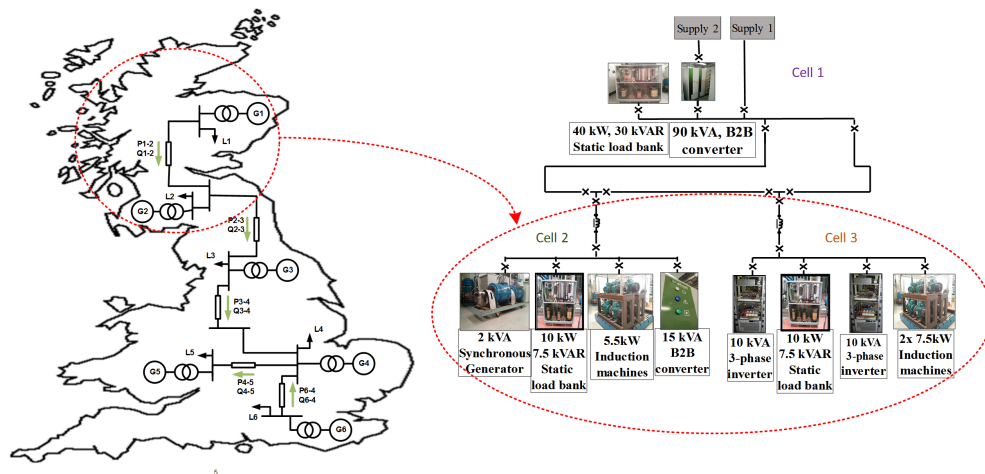 G1
P1-2
Q1-2
L1
L2
G2
P2-3
Q2-3
L3
G3
P3-4
Q3-4
L4
L5
G5
G4
P4-5
Q4-5
P6-4
Q6-4
L6
G6
5
Supply 2
Supply 1
Cell 1
40 kW, 30 kVAR
Static load bank
90 kVA, B2B
converter
Cell 2
Cell 3
2 kVA
Synchronous
Generator
10 kW
7.5 kVAR
Static
load bank
5.5kW
Induction
machines
15 kVA
B2B
converter
10 kVA
3-phase
inverter
10 kW
7.5 kVAR
Static
load bank
10 kVA
3-phase
inverter
2x 7.5kW
Induction
machines